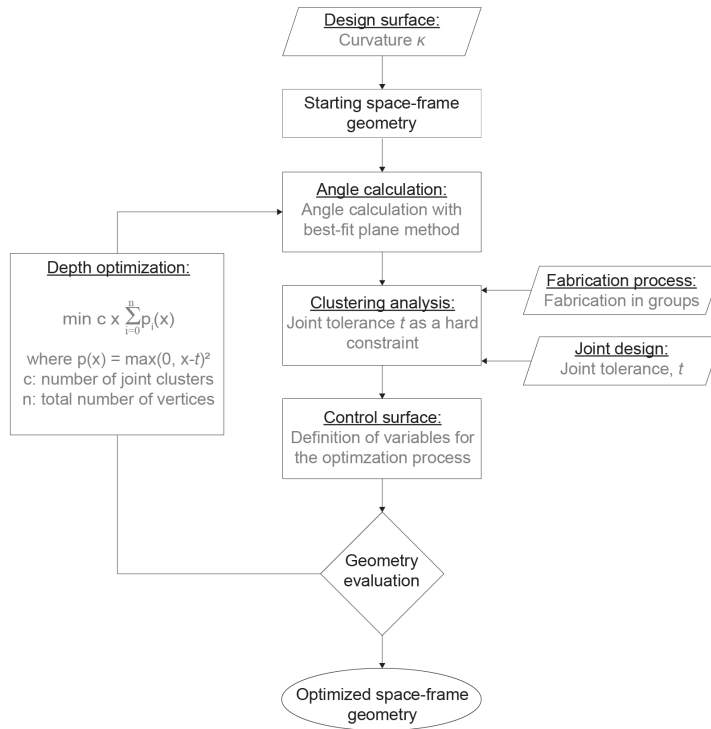 Design surface:
Curvature κ
Starting space-frame
geometry
Angle calculation:
Angle calculation with
best-fit plane method
Depth optimization:
min c x ∑ⁿᵢ₌₀ pᵢ(x)
where p(x) = max(0, x-t)²
c: number of joint clusters
n: total number of vertices
Clustering analysis:
Joint tolerance t as a hard
constraint
Fabrication process:
Fabrication in groups
Joint design:
Joint tolerance, t
Control surface:
Definition of variables for
the optimzation process
Geometry
evaluation
Optimized space-frame
geometry